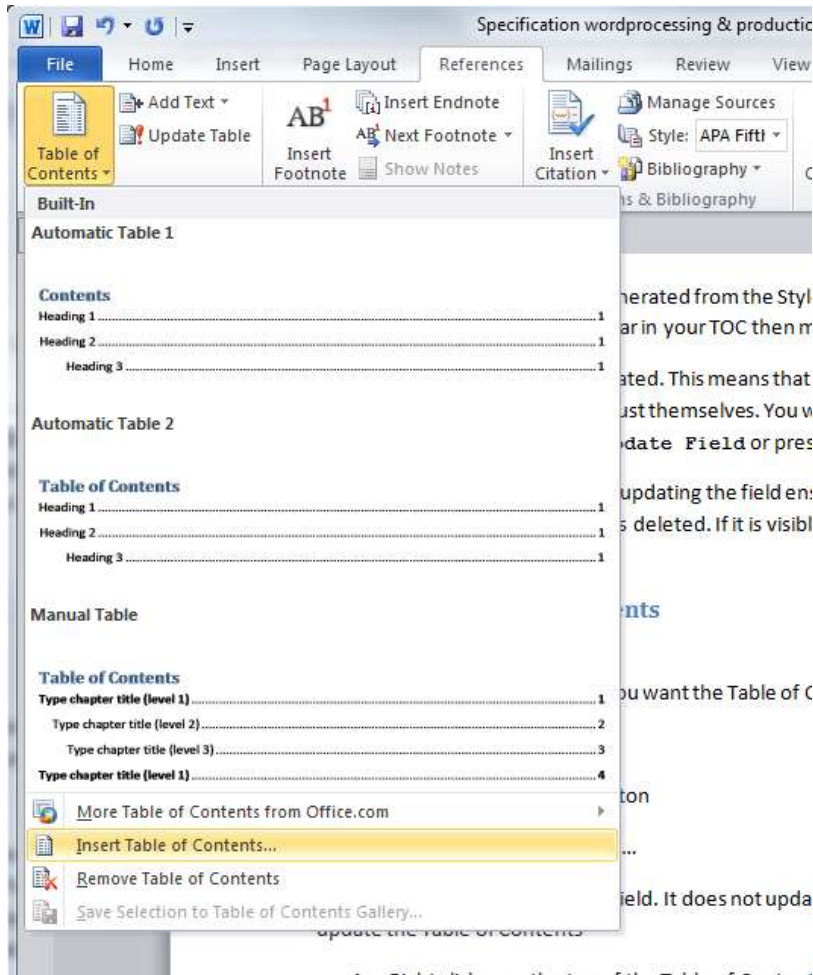 W
Specification wordprocessing & productio
File Home Insert Page Layout References Mailings Review View
Table of Contents
Add Text
Update Table
AB1
Insert Footnote
Insert Endnote
AB1 Next Footnote
Show Notes
Insert Citation
Manage Sources
Style: APA Fifth
Bibliography
ns & Bibliography
Built-In
Automatic Table 1
Contents
Heading 1 ........ 1
Heading 2 ........ 1
Heading 3 ........ 1
Automatic Table 2
Table of Contents
Heading 1 ........ 1
Heading 2 ........ 1
Heading 3 ........ 1
Manual Table
Table of Contents
Type chapter title (level 1) ........ 1
Type chapter title (level 2) ........ 2
Type chapter title (level 3) ........ 3
Type chapter title (level 1) ........ 4
More Table of Contents from Office.com
Insert Table of Contents...
Remove Table of Contents
Save Selection to Table of Contents Gallery...
nerated from the Styl
ar in your TOC then m
ated. This means that
ust themselves. You w
date Field or pres
updating the field ens
s deleted. If it is visibl
nts
ou want the Table of C
ton
...
ield. It does not upda
update the Table of Contents